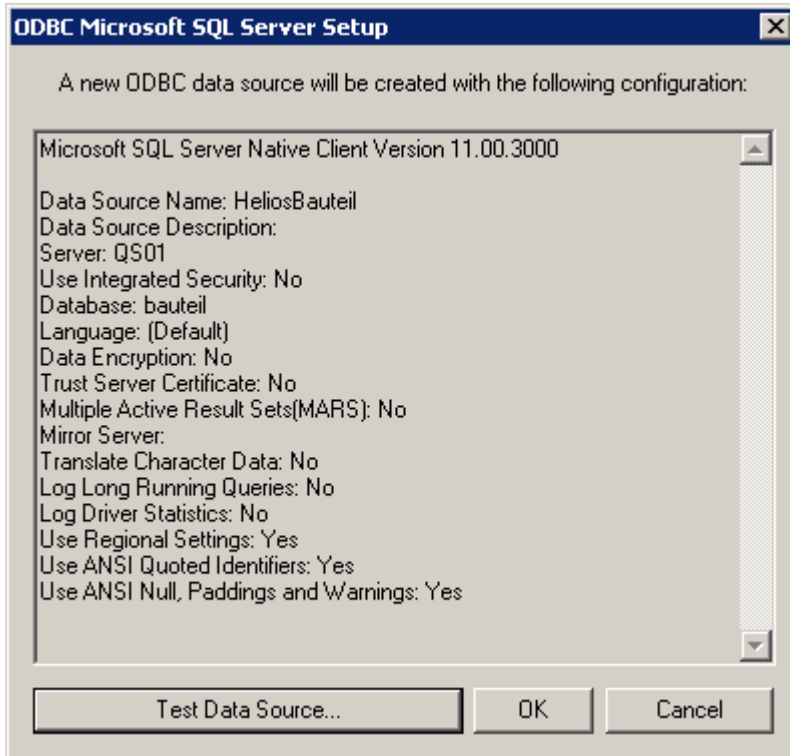 ODBC Microsoft SQL Server Setup
A new ODBC data source will be created with the following configuration:
Microsoft SQL Server Native Client Version 11.00.3000
Data Source Name: HeliosBauteil
Data Source Description:
Server: QS01
Use Integrated Security: No
Database: bauteil
Language: (Default)
Data Encryption: No
Trust Server Certificate: No
Multiple Active Result Sets(MARS): No
Mirror Server:
Translate Character Data: No
Log Long Running Queries: No
Log Driver Statistics: No
Use Regional Settings: Yes
Use ANSI Quoted Identifiers: Yes
Use ANSI Null, Paddings and Warnings: Yes
Test Data Source...
OK
Cancel